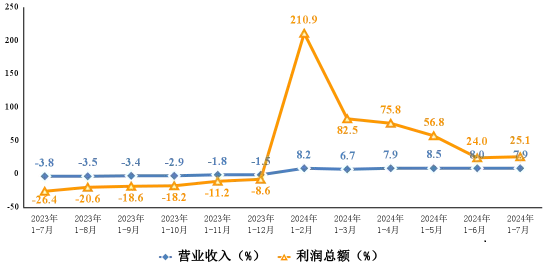 250
200
150
100
50
0
-50
210.9
82.5
75.8
56.8
24.0
25.1
-3.8 -3.5 -3.4 -2.9 -1.8 -1.5 8.2 6.7 7.9 8.5 8.0 7.9
-26.4 -20.6 -18.6 -18.2 -11.2 -8.6
2023年 2023年 2023年 2023年 2023年 2023年 2024年 2024年 2024年 2024年 2024年 2024年
1-7月 1-8月 1-9月 1-10月 1-11月 1-12月 1-2月 1-3月 1-4月 1-5月 1-6月 1-7月
营业收入（%） 利润总额（%）